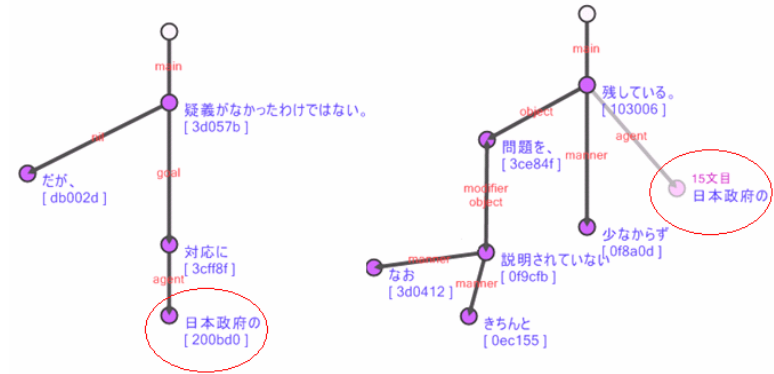 main
疑義がなかったわけではない。
[ 3d057b ]
nil
だが、
[ db002d ]
goal
対応に
[ 3cff8f ]
agent
日本政府の
[ 200bd0 ]
main
残している。
[ 103006 ]
object
問題を、
[ 3ce84f ]
manner
agent
15文目
日本政府の
modifier
object
少なからず
[ 0f8a0d ]
説明されていない
[ 0f9cfb ]
manner
なお
[ 3d0412 ]
manner
きちんと
[ 0ec155 ]